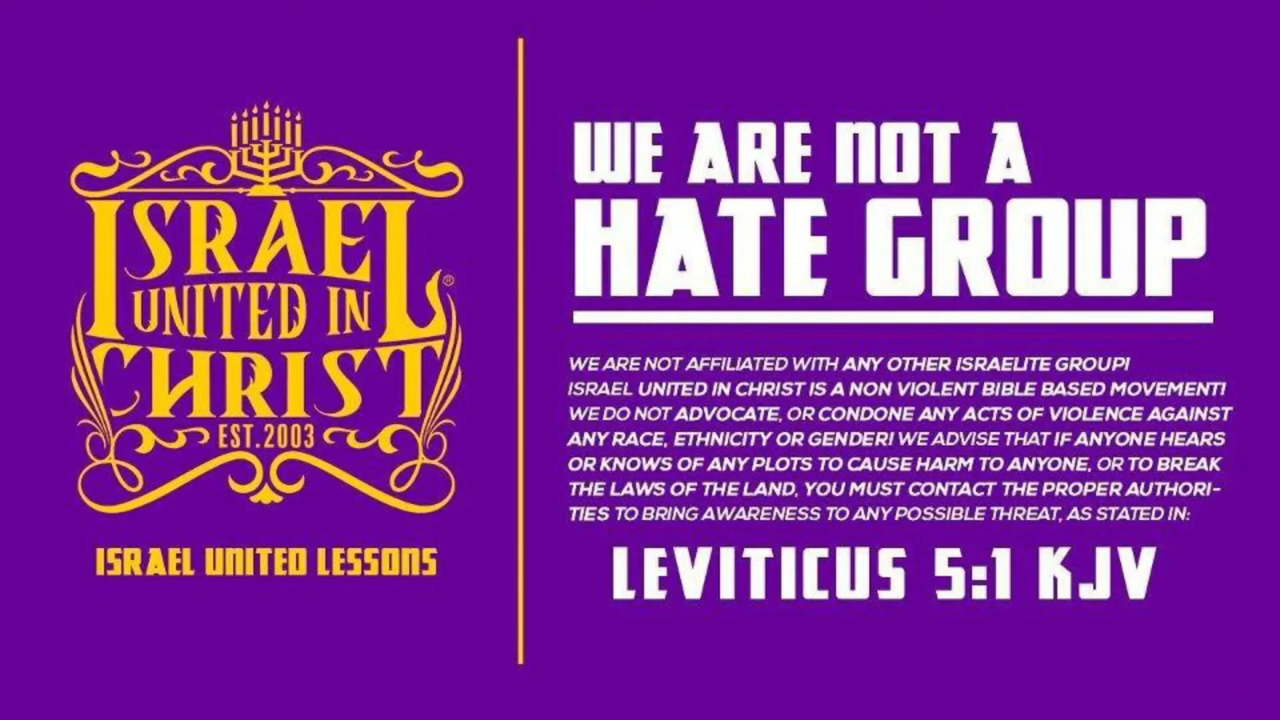 ISRAEL
UNITED IN
CHRIST
EST.2003
®
ISRAEL UNITED LESSONS
WE ARE NOT A
HATE GROUP
WE ARE NOT AFFILIATED WITH ANY OTHER ISRAELITE GROUP!
ISRAEL UNITED IN CHRIST IS A NON VIOLENT BIBLE BASED MOVEMENT!
WE DO NOT ADVOCATE, OR CONDONE ANY ACTS OF VIOLENCE AGAINST
ANY RACE, ETHNICITY OR GENDER! WE ADVISE THAT IF ANYONE HEARS
OR KNOWS OF ANY PLOTS TO CAUSE HARM TO ANYONE, OR TO BREAK
THE LAWS OF THE LAND, YOU MUST CONTACT THE PROPER AUTHORI-
TIES TO BRING AWARENESS TO ANY POSSIBLE THREAT, AS STATED IN:
LEVITICUS 5:1 KJV